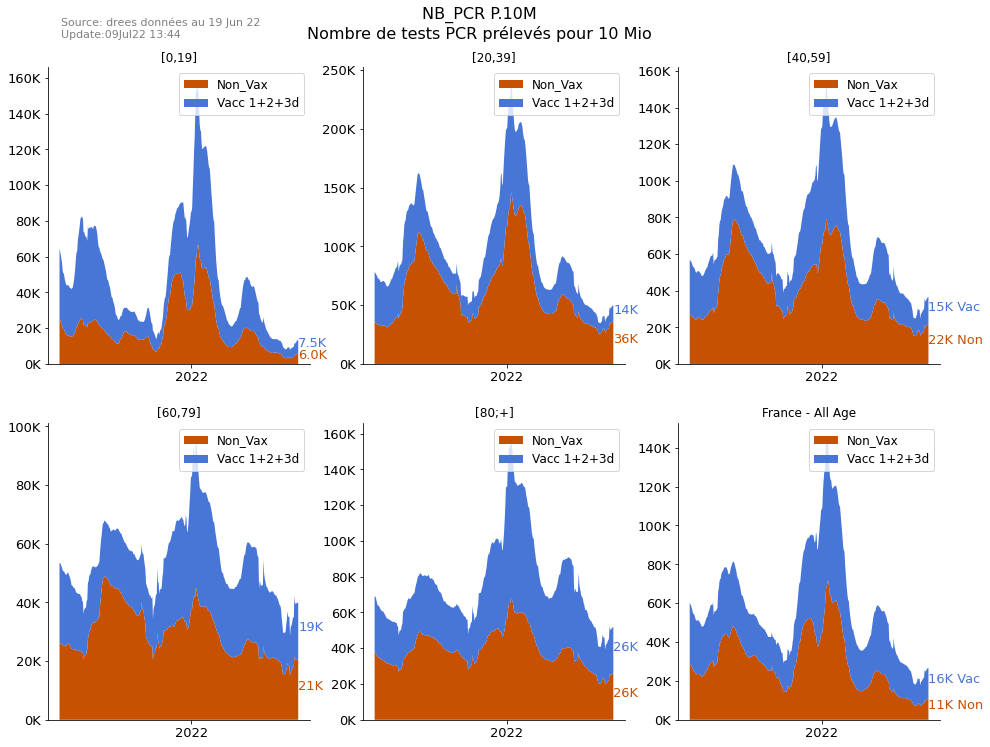 NB_PCR P.10M
Source: drees données au 19 Jun 22
Update:09Jul22 13:44
Nombre de tests PCR prélevés pour 10 Mio
[0,19]
160K
140K
120K
100K
80K
60K
40K
20K
0K
2022
Non_Vax
Vacc 1+2+3d
7.5K
6.0K
[20,39]
250K
200K
150K
100K
50K
0K
2022
Non_Vax
Vacc 1+2+3d
14K
36K
[40,59]
160K
140K
120K
100K
80K
60K
40K
20K
0K
2022
Non_Vax
Vacc 1+2+3d
15K Vac
22K Non
[60,79]
100K
80K
60K
40K
20K
0K
2022
Non_Vax
Vacc 1+2+3d
19K
21K
[80;+]
160K
140K
120K
100K
80K
60K
40K
20K
0K
2022
Non_Vax
Vacc 1+2+3d
26K
26K
France - All Age
140K
120K
100K
80K
60K
40K
20K
0K
2022
Non_Vax
Vacc 1+2+3d
16K Vac
11K Non